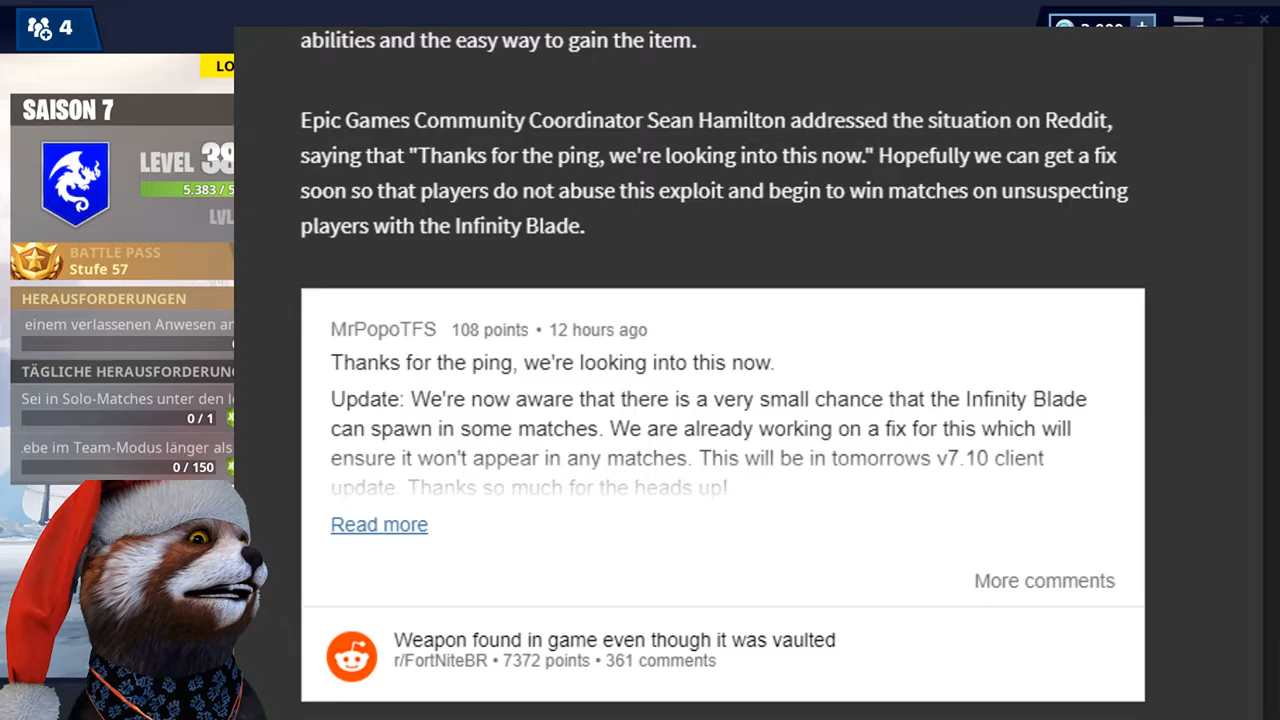 4
abilities and the easy way to gain the item.
LO
SAISON 7
LEVEL 38
5.383 / 5
LVL
BATTLE PASS
Stufe 57
HERAUSFORDERUNGEN
einem verlassenen Anwesen
TÄGLICHE HERAUSFORDERUNG
Sei in Solo-Matches unter den
0 / 1
ebe im Team-Modus länger als
0 / 150
Epic Games Community Coordinator Sean Hamilton addressed the situation on Reddit,
saying that "Thanks for the ping, we're looking into this now." Hopefully we can get a fix
soon so that players do not abuse this exploit and begin to win matches on unsuspecting
players with the Infinity Blade.
MrPopoTFS 108 points • 12 hours ago
Thanks for the ping, we're looking into this now.
Update: We're now aware that there is a very small chance that the Infinity Blade
can spawn in some matches. We are already working on a fix for this which will
ensure it won't appear in any matches. This will be in tomorrows v7.10 client
update. Thanks so much for the heads up!
Read more
More comments
Weapon found in game even though it was vaulted
r/FortNiteBR • 7372 points • 361 comments